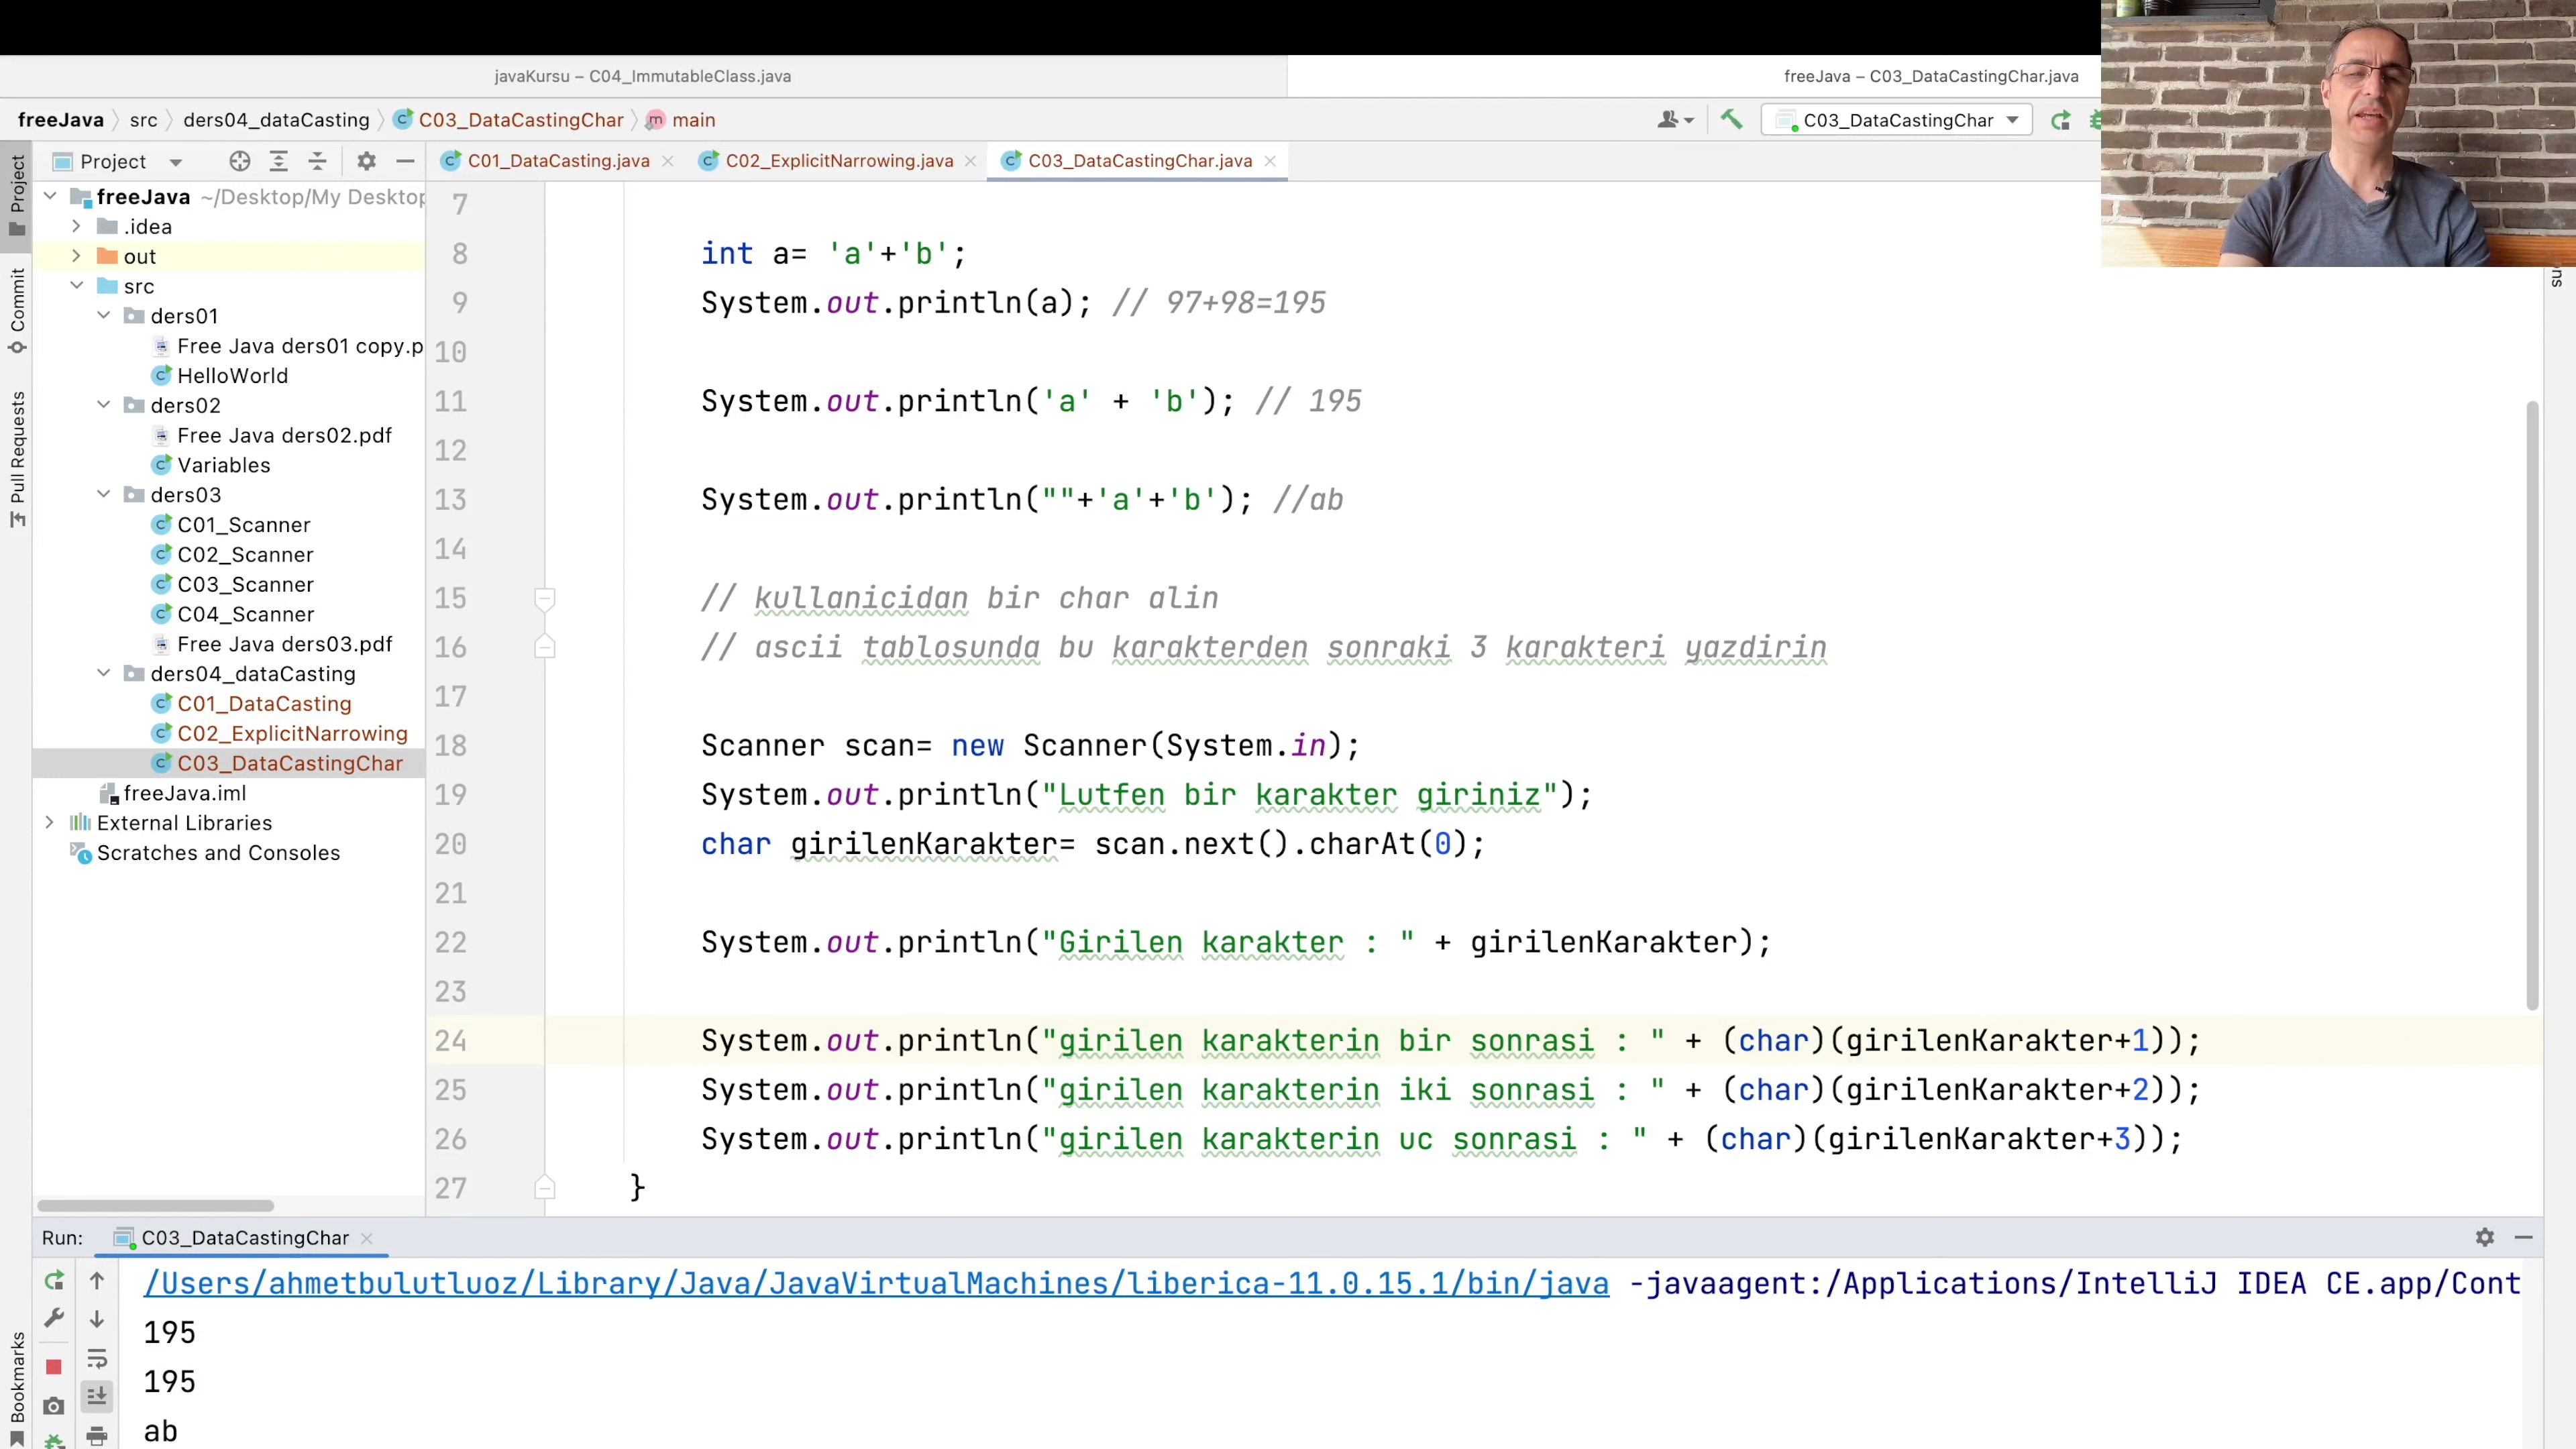 javaKursu – C04_ImmutableClass.java
freeJava – C03_DataCastingChar.java
freeJava src ders04_dataCasting C03_DataCastingChar main
C03_DataCastingChar
Project
C01_DataCasting.java
C02_ExplicitNarrowing.java
C03_DataCastingChar.java
Project
Commit
Pull Requests
Bookmarks
freeJava ~/Desktop/My Desktop
.idea
out
src
ders01
Free Java ders01 copy.p
HelloWorld
ders02
Free Java ders02.pdf
Variables
ders03
C01_Scanner
C02_Scanner
C03_Scanner
C04_Scanner
Free Java ders03.pdf
ders04_dataCasting
C01_DataCasting
C02_ExplicitNarrowing
C03_DataCastingChar
freeJava.iml
External Libraries
Scratches and Consoles
7
8 int a= 'a'+'b';
9 System.out.println(a); // 97+98=195
10
11 System.out.println('a' + 'b'); // 195
12
13 System.out.println(""+'a'+'b'); //ab
14
15 // kullanicidan bir char alin
16 // ascii tablosunda bu karakterden sonraki 3 karakteri yazdirin
17
18 Scanner scan= new Scanner(System.in);
19 System.out.println("Lutfen bir karakter giriniz");
20 char girilenKarakter= scan.next().charAt(0);
21
22 System.out.println("Girilen karakter : " + girilenKarakter);
23
24 System.out.println("girilen karakterin bir sonrasi : " + (char)(girilenKarakter+1));
25 System.out.println("girilen karakterin iki sonrasi : " + (char)(girilenKarakter+2));
26 System.out.println("girilen karakterin uc sonrasi : " + (char)(girilenKarakter+3));
27 }
Run: C03_DataCastingChar
/Users/ahmetbulutluoz/Library/Java/JavaVirtualMachines/liberica-11.0.15.1/bin/java -javaagent:/Applications/IntelliJ IDEA CE.app/Cont
195
195
ab